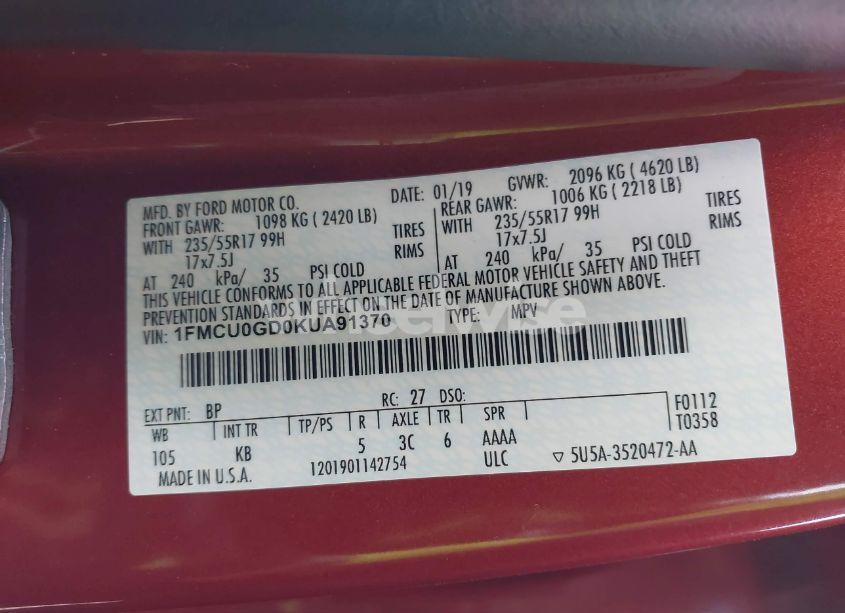 MFD. BY FORD MOTOR CO. DATE: 01/19 GVWR: 2096 KG ( 4620 LB)
FRONT GAWR: 1098 KG ( 2420 LB) REAR GAWR: 1006 KG ( 2218 LB)
WITH 235/55R17 99H TIRES WITH 235/55R17 99H TIRES
17x7.5J RIMS 17x7.5J RIMS
AT 240 kPa/ 35 PSI COLD AT 240 kPa/ 35 PSI COLD
THIS VEHICLE CONFORMS TO ALL APPLICABLE FEDERAL MOTOR VEHICLE SAFETY AND THEFT
PREVENTION STANDARDS IN EFFECT ON THE DATE OF MANUFACTURE SHOWN ABOVE.
VIN: 1FMCU0GD0KUA91370 TYPE: MPV
EXT PNT: BP RC: 27 DSO: F0112
WB INT TR TP/PS R AXLE TR SPR T0358
105 KB 5 3C 6 AAAA
MADE IN U.S.A. 1201901142754 ULC ▽ 5U5A-3520472-AA